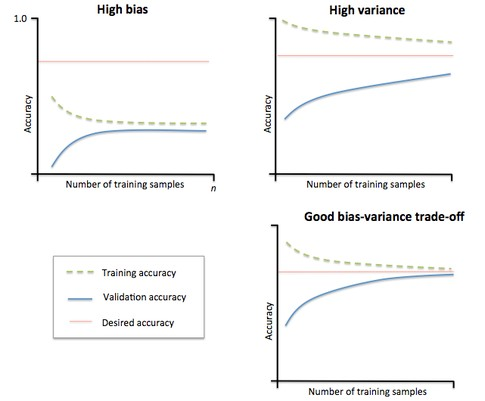 High bias
1.0
Accuracy
Number of training samples
n
High variance
Accuracy
Number of training samples
Training accuracy
Validation accuracy
Desired accuracy
Good bias-variance trade-off
Accuracy
Number of training samples